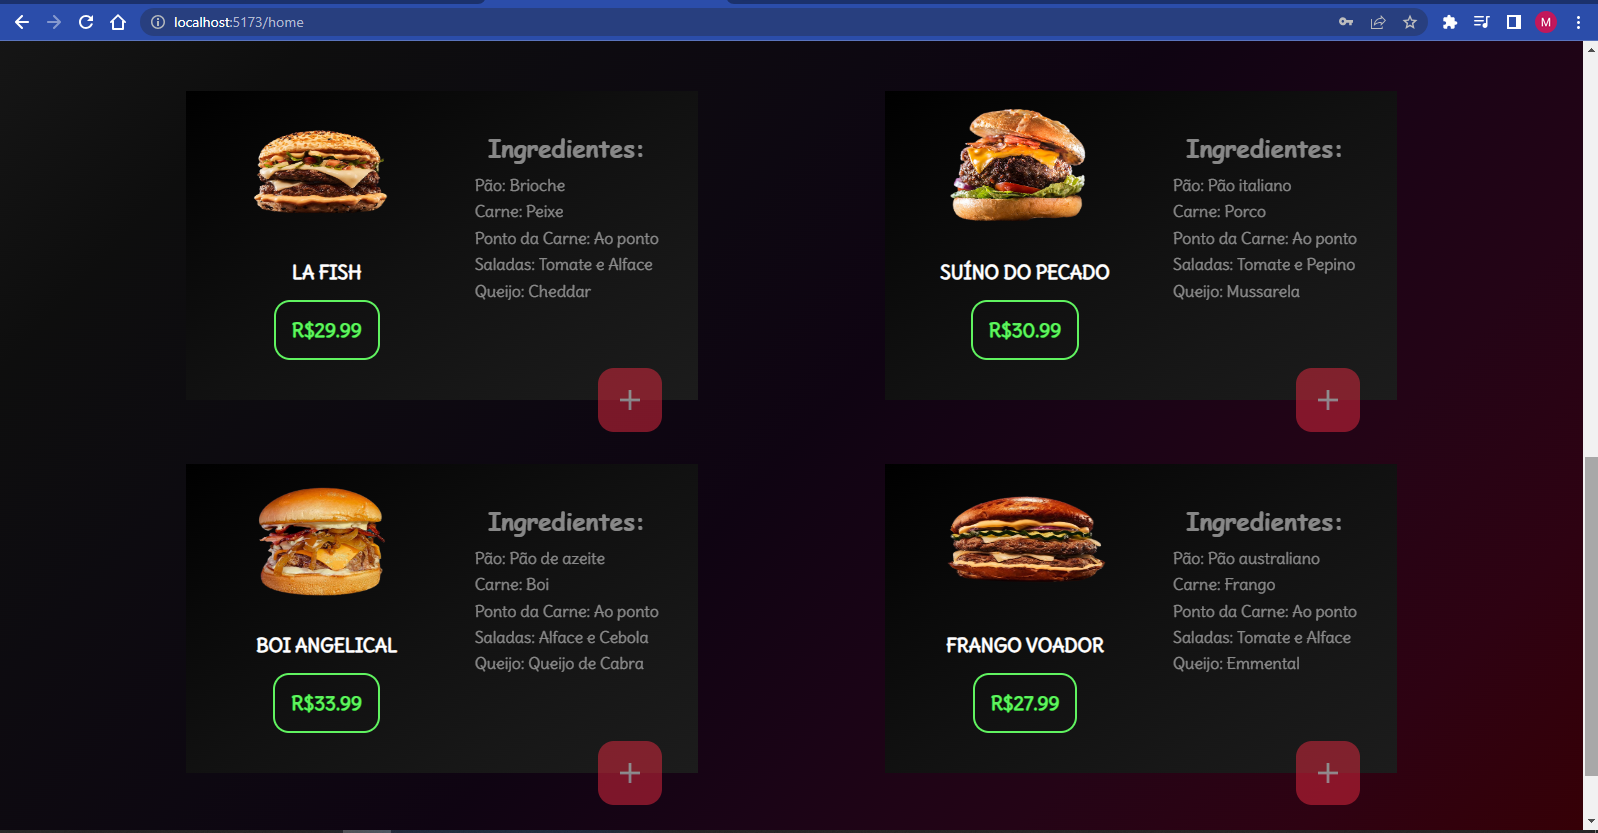 localhost:5173/home
M
Ingredientes:
Pão: Brioche
Carne: Peixe
Ponto da Carne: Ao ponto
Saladas: Tomate e Alface
Queijo: Cheddar
LA FISH
R$29.99
+
Ingredientes:
Pão: Pão italiano
Carne: Porco
Ponto da Carne: Ao ponto
Saladas: Tomate e Pepino
Queijo: Mussarela
SUÍNO DO PECADO
R$30.99
+
Ingredientes:
Pão: Pão de azeite
Carne: Boi
Ponto da Carne: Ao ponto
Saladas: Alface e Cebola
Queijo: Queijo de Cabra
BOI ANGELICAL
R$33.99
+
Ingredientes:
Pão: Pão australiano
Carne: Frango
Ponto da Carne: Ao ponto
Saladas: Tomate e Alface
Queijo: Emmental
FRANGO VOADOR
R$27.99
+